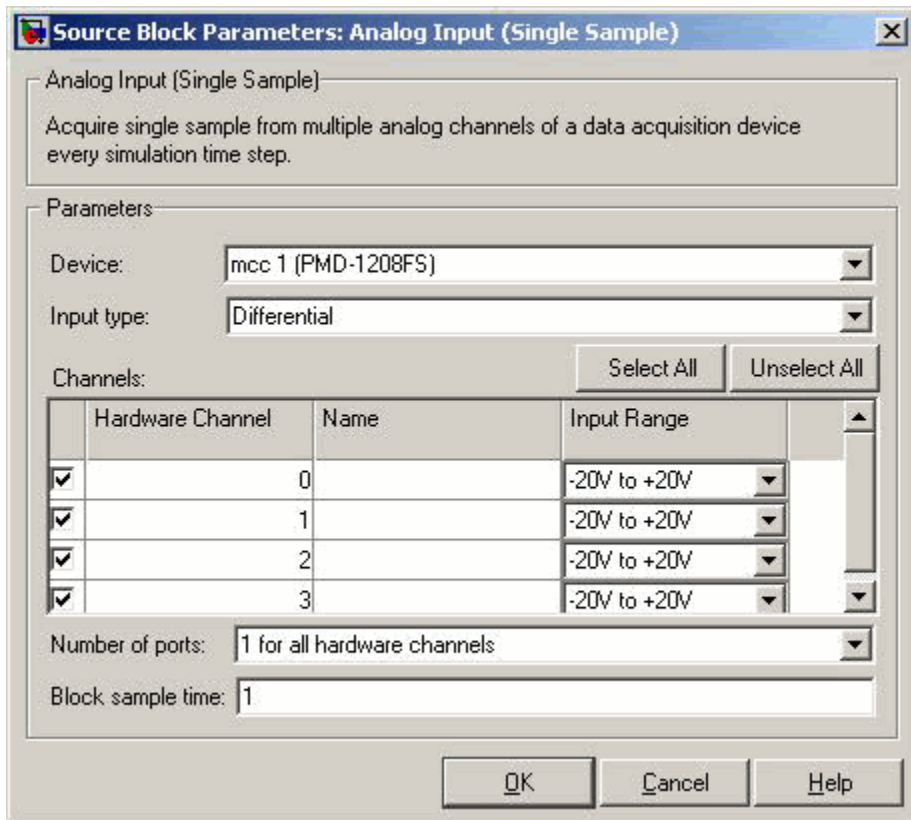 Source Block Parameters: Analog Input (Single Sample)
Analog Input (Single Sample)
Acquire single sample from multiple analog channels of a data acquisition device
every simulation time step.
Parameters
Device: mcc 1 (PMD-1208FS)
Input type: Differential
Channels: Select All Unselect All
Hardware Channel Name Input Range
0 -20V to +20V
1 -20V to +20V
2 -20V to +20V
3 -20V to +20V
Number of ports: 1 for all hardware channels
Block sample time: 1
OK Cancel Help